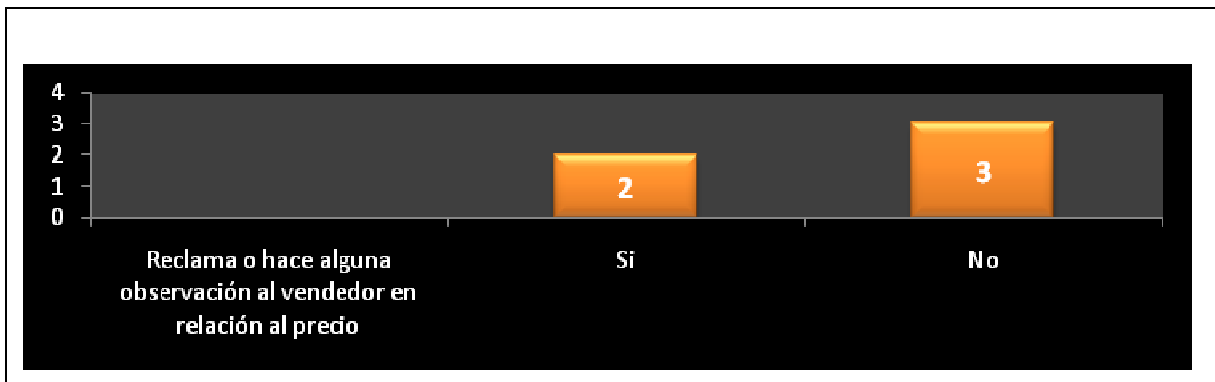 4
3
2
1
0
2
3
Reclama o hace alguna
observación al vendedor en
relación al precio
Si
No